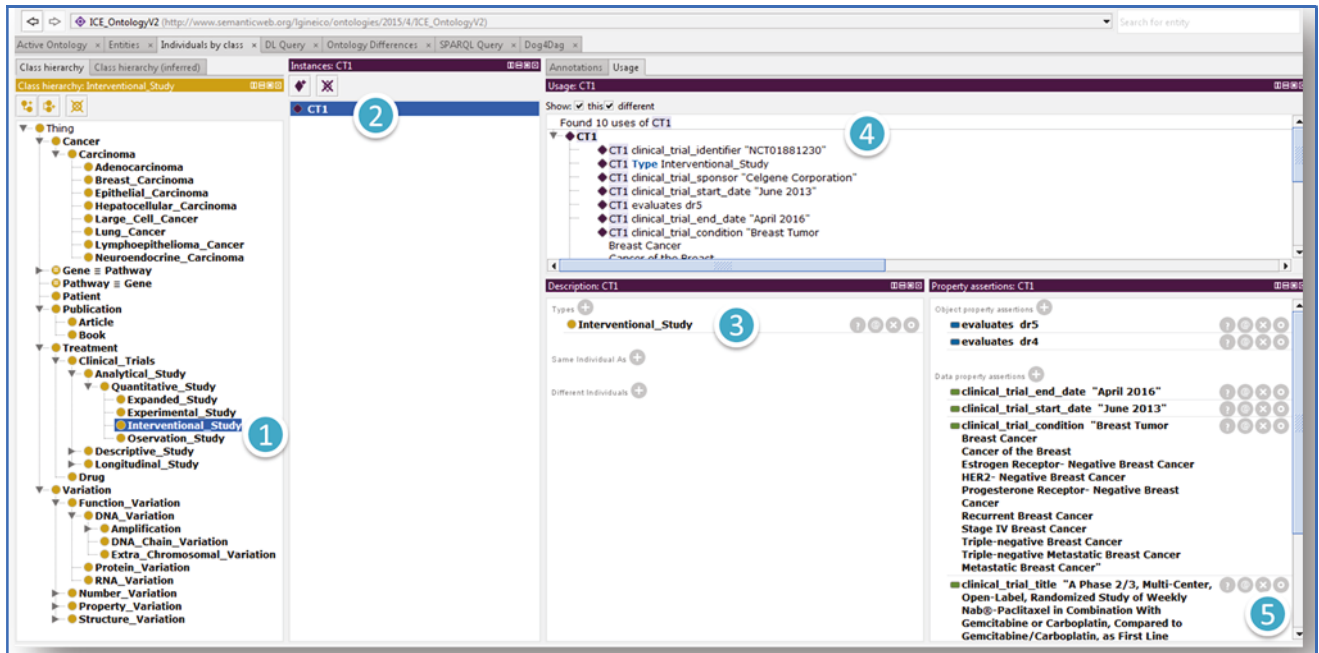 ICE_OntologyV2 (http://www.semanticweb.org/lgineico/ontologies/2015/4/ICE_OntologyV2)
Search for entity
Active Ontology × Entities × Individuals by class × DL Query × Ontology Differences × SPARQL Query × Dog4Dag ×
Class hierarchy Class hierarchy (inferred)
Class hierarchy: Interventional_Study
Thing
Cancer
Carcinoma
Adenocarcinoma
Breast_Carcinoma
Epithelial_Carcinoma
Hepatocellular_Carcinoma
Large_Cell_Cancer
Lung_Cancer
Lymphoepithelioma_Cancer
Neuroendocrine_Carcinoma
Gene ≡ Pathway
Pathway ≡ Gene
Patient
Publication
Article
Book
Treatment
Clinical_Trials
Analytical_Study
Quantitative_Study
Expanded_Study
Experimental_Study
Interventional_Study
1
Oservation_Study
Descriptive_Study
Longitudinal_Study
Drug
Variation
Function_Variation
DNA_Variation
Amplification
DNA_Chain_Variation
Extra_Chromosomal_Variation
Protein_Variation
RNA_Variation
Number_Variation
Property_Variation
Structure_Variation
Instances: CT1
CT1
2
Annotations Usage
Usage: CT1
Show: this different
Found 10 uses of CT1
4
CT1
CT1 clinical_trial_identifier "NCT01881230"
CT1 Type Interventional_Study
CT1 clinical_trial_sponsor "Celgene Corporation"
CT1 clinical_trial_start_date "June 2013"
CT1 evaluates dr5
CT1 clinical_trial_end_date "April 2016"
CT1 clinical_trial_condition "Breast Tumor
Breast Cancer
Cancer of the Breast
Description: CT1
Types
Interventional_Study
3
Same Individual As
Different Individuals
Property assertions: CT1
Object property assertions
evaluates dr5
evaluates dr4
Data property assertions
clinical_trial_end_date "April 2016"
clinical_trial_start_date "June 2013"
clinical_trial_condition "Breast Tumor
Breast Cancer
Cancer of the Breast
Estrogen Receptor- Negative Breast Cancer
HER2- Negative Breast Cancer
Progesterone Receptor- Negative Breast
Cancer
Recurrent Breast Cancer
Stage IV Breast Cancer
Triple-negative Breast Cancer
Triple-negative Metastatic Breast Cancer
Metastatic Breast Cancer"
clinical_trial_title "A Phase 2/3, Multi-Center,
Open-Label, Randomized Study of Weekly
Nab®-Paclitaxel in Combination With
Gemcitabine or Carboplatin, Compared to
Gemcitabine/Carboplatin, as First Line
5